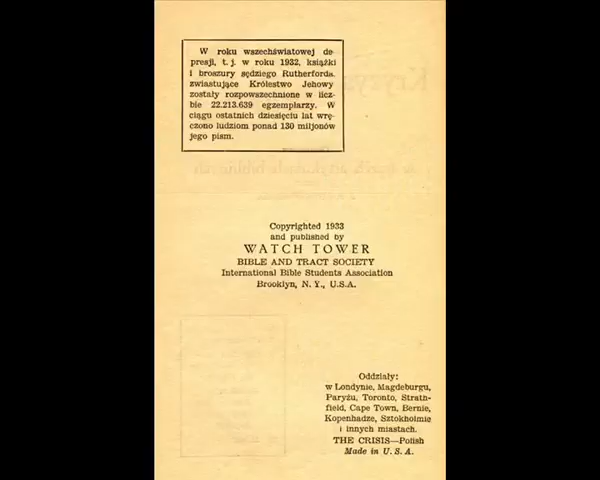 W roku wszechświatowej de-
presji, t. j. w roku 1932, książki
i broszury sędziego Rutherforda,
zwiastujące Królestwo Jehowy
zostały rozpowszechnione w licz-
bie 22.213.639 egzemplarzy. W
ciągu ostatnich dziesięciu lat wrę-
czono ludziom ponad 130 miljonów
jego pism.
Copyrighted 1933
and published by
WATCH TOWER
BIBLE AND TRACT SOCIETY
International Bible Students Association
Brooklyn, N. Y., U.S.A.
Oddziały:
w Londynie, Magdeburgu,
Paryżu, Toronto, Strath-
field, Cape Town, Bernie,
Kopenhadze, Sztokholmie
i innych miastach.
THE CRISIS—Polish
Made in U. S. A.